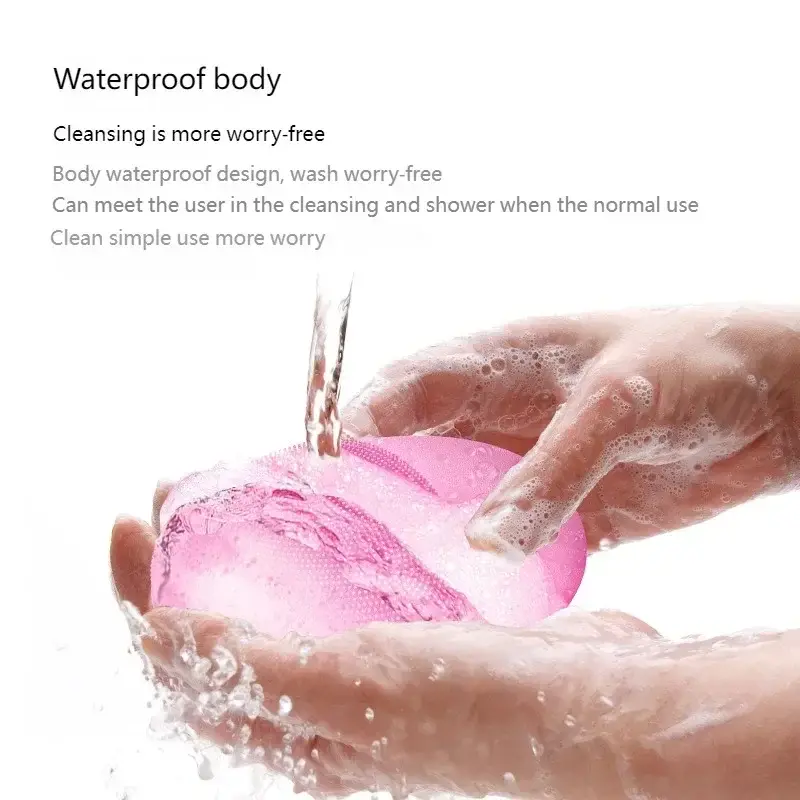 Waterproof body
Cleansing is more worry-free
Body waterproof design, wash worry-free
Can meet the user in the cleansing and shower when the normal use
Clean simple use more worry